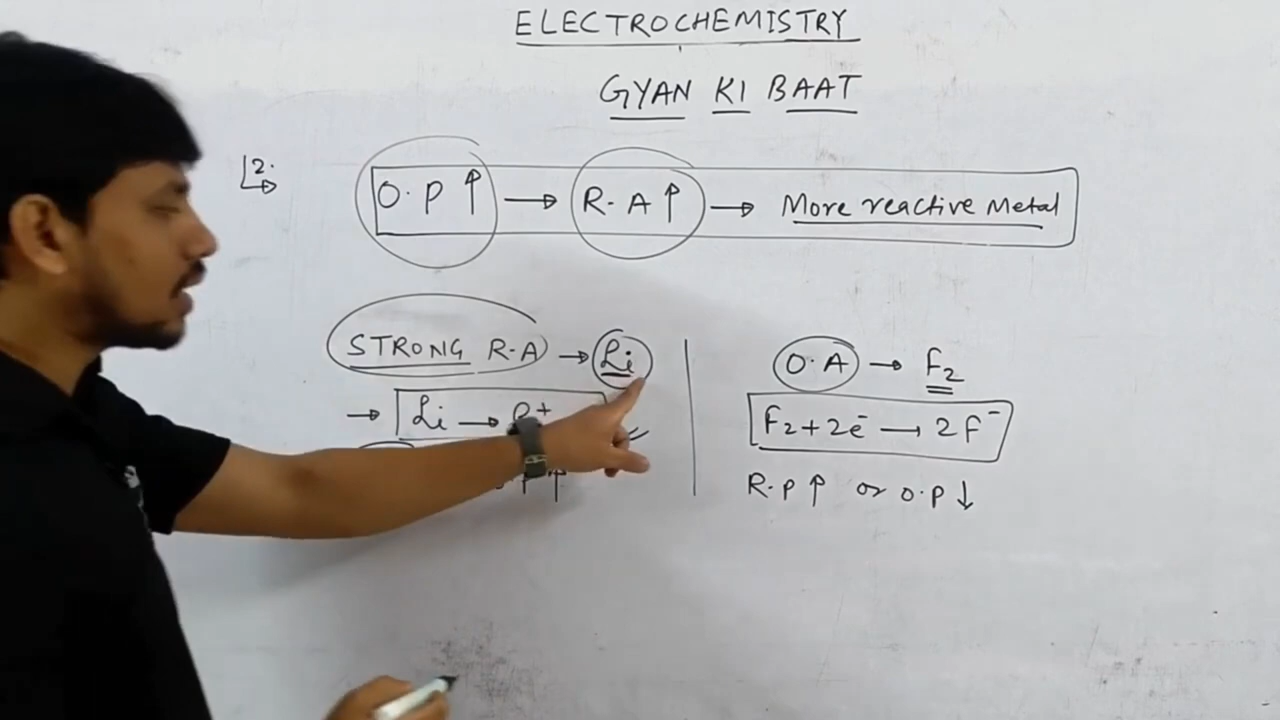 ELECTROCHEMISTRY
GYAN KI BAAT
2.
O.P ↑ → R.A ↑ → More reactive Metal
STRONG R.A → Li
→ Li →
O.A → F₂
F₂ + 2e⁻ → 2F⁻
R.P ↑ or O.P ↓